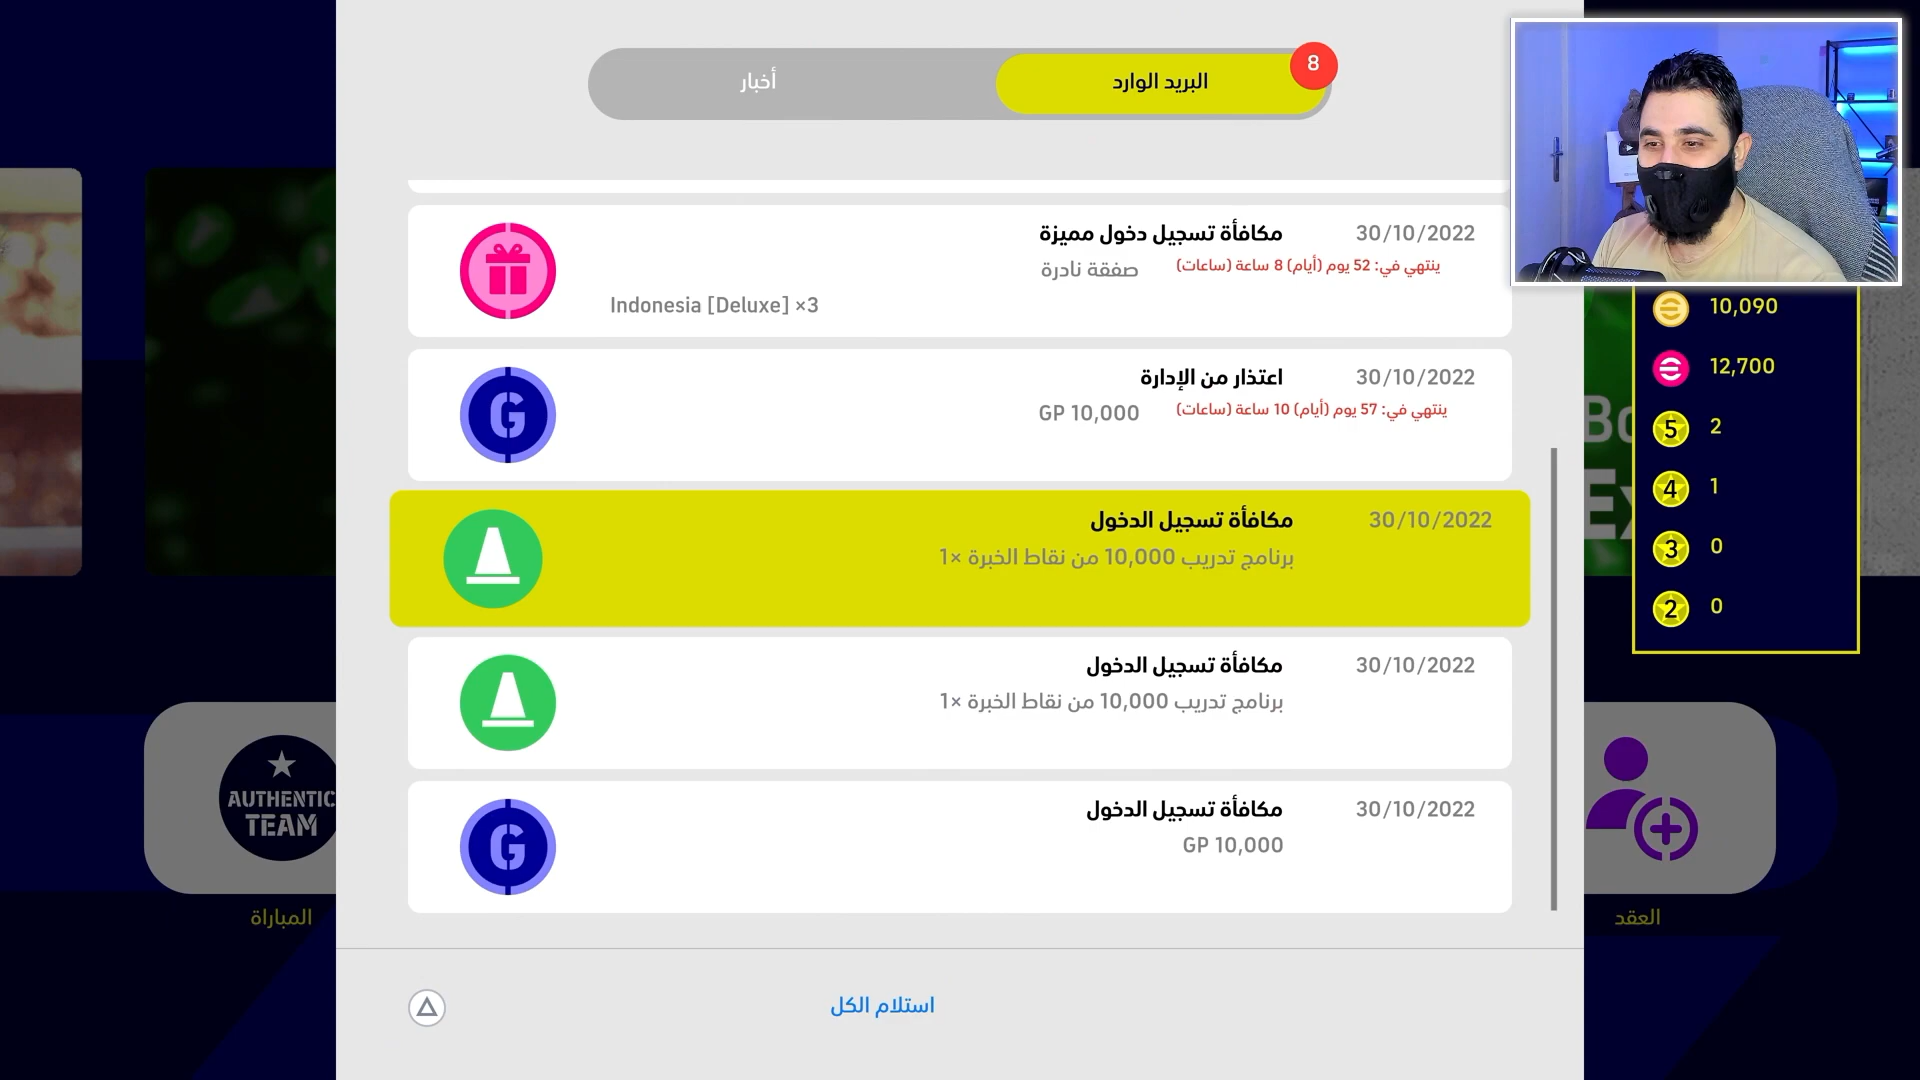 البريد الوارد
8
أخبار
30/10/2022
مكافأة تسجيل دخول مميزة
ينتهي في: 52 يوم (أيام) 8 ساعة (ساعات)
صفقة نادرة
Indonesia [Deluxe] ×3
30/10/2022
اعتذار من الإدارة
ينتهي في: 57 يوم (أيام) 10 ساعة (ساعات)
GP 10,000
30/10/2022
مكافأة تسجيل الدخول
برنامج تدريب 10,000 من نقاط الخبرة ×1
30/10/2022
مكافأة تسجيل الدخول
برنامج تدريب 10,000 من نقاط الخبرة ×1
30/10/2022
مكافأة تسجيل الدخول
GP 10,000
استلام الكل
10,090
12,700
5 2
4 1
3 0
2 0
AUTHENTIC
TEAM
المباراة
العقد
G
G